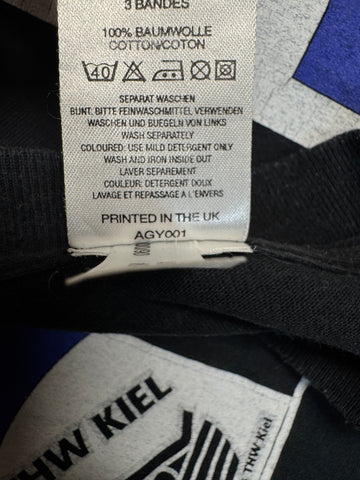 3 BANDES
100% BAUMWOLLE
COTTON/COTON
40
SEPARAT WASCHEN
BUNT: BITTE FEINWASCHMITTEL VERWENDEN
WASCHEN UND BUEGELN VON LINKS
WASH SEPARATELY
COLOURED: USE MILD DETERGENT ONLY
WASH AND IRON INSIDE OUT
LAVER SEPAREMENT
COULEUR: DETERGENT DOUX
LAVAGE ET REPASSAGE A L'ENVERS
PRINTED IN THE UK
AGY001
THW KIEL
THW Kiel